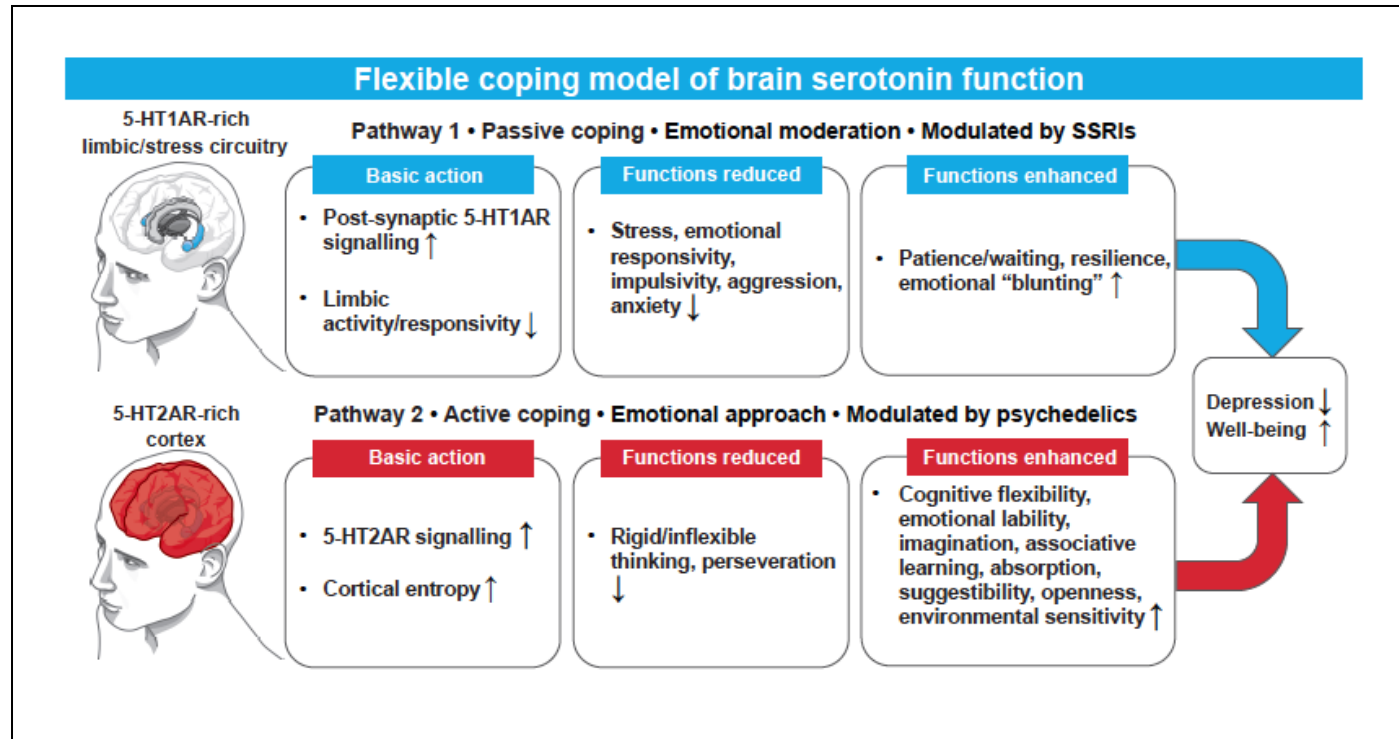 Flexible coping model of brain serotonin function
5-HT1AR-rich
limbic/stress circuitry
Pathway 1 • Passive coping • Emotional moderation • Modulated by SSRIs
Basic action
• Post-synaptic 5-HT1AR
signalling ↑
• Limbic
activity/responsivity ↓
Functions reduced
• Stress, emotional
responsivity,
impulsivity, aggression,
anxiety ↓
Functions enhanced
• Patience/waiting, resilience,
emotional “blunting” ↑
5-HT2AR-rich
cortex
Pathway 2 • Active coping • Emotional approach • Modulated by psychedelics
Basic action
• 5-HT2AR signalling ↑
• Cortical entropy ↑
Functions reduced
• Rigid/inflexible
thinking, perseveration
↓
Functions enhanced
• Cognitive flexibility,
emotional lability,
imagination, associative
learning, absorption,
suggestibility, openness,
environmental sensitivity ↑
Depression ↓
Well-being ↑